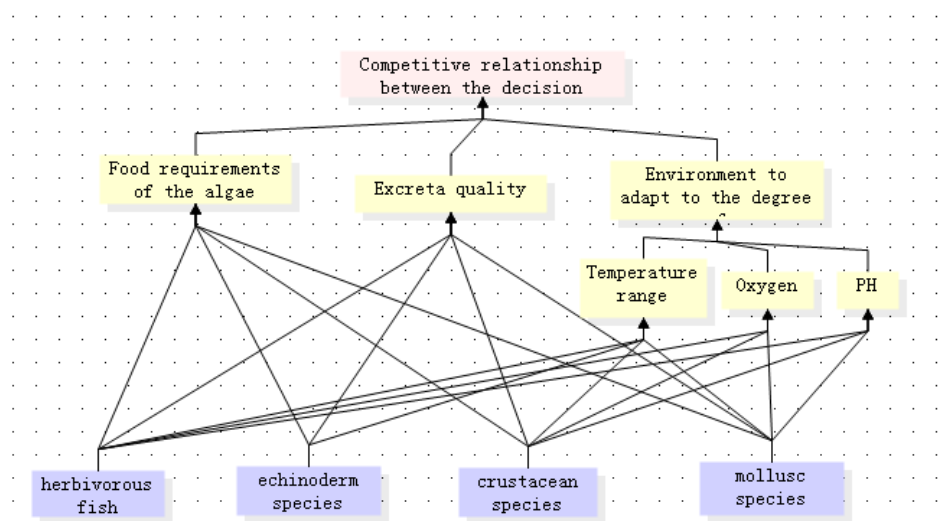 Competitive relationship
between the decision
Food requirements
of the algae
Excreta quality
Environment to
adapt to the degree
Temperature
range
Oxygen
PH
herbivorous
fish
echinoderm
species
crustacean
species
mollusc
species